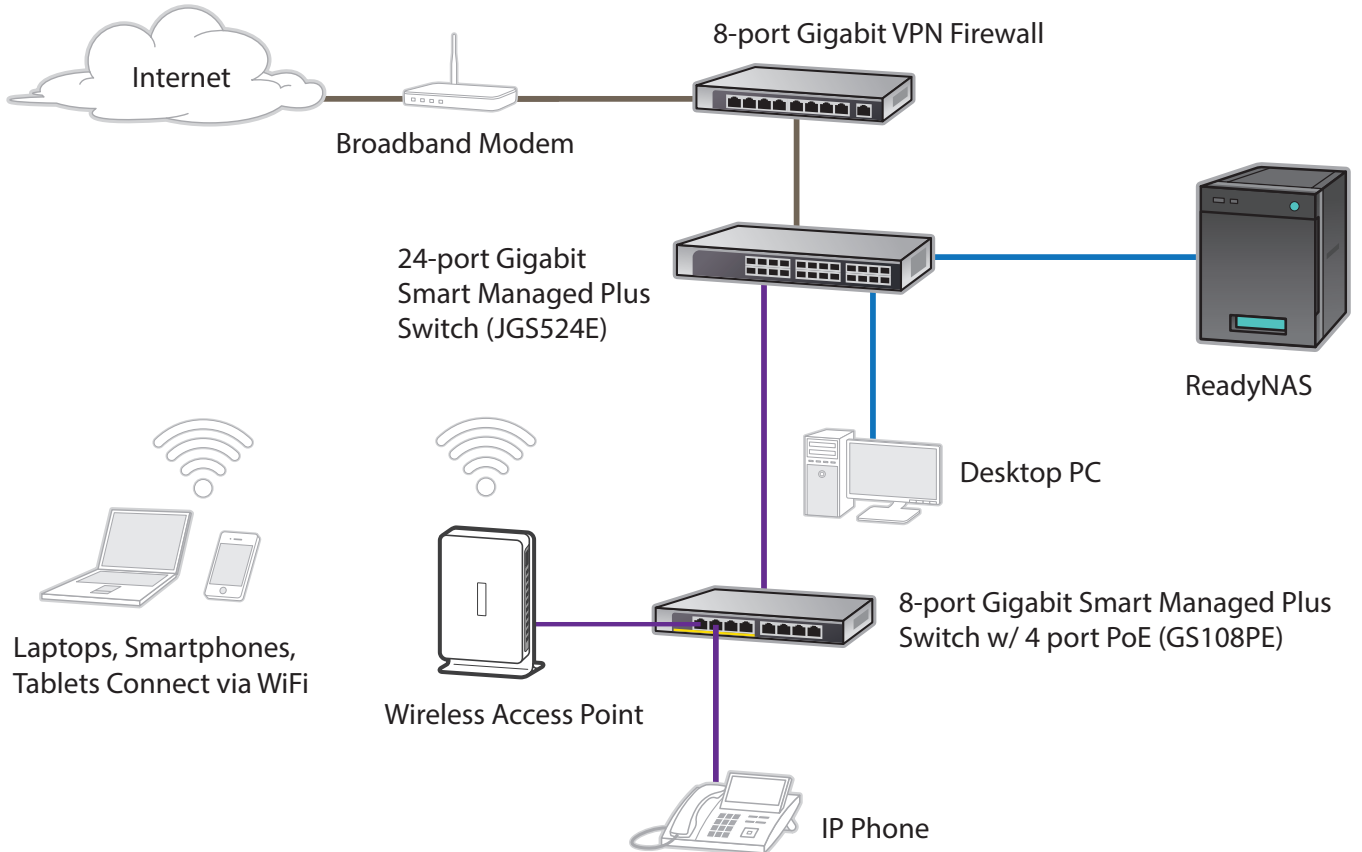 8-port Gigabit VPN Firewall
Internet
Broadband Modem
24-port Gigabit
Smart Managed Plus
Switch (JGS524E)
ReadyNAS
Desktop PC
8-port Gigabit Smart Managed Plus
Switch w/ 4 port PoE (GS108PE)
Laptops, Smartphones,
Tablets Connect via WiFi
Wireless Access Point
IP Phone